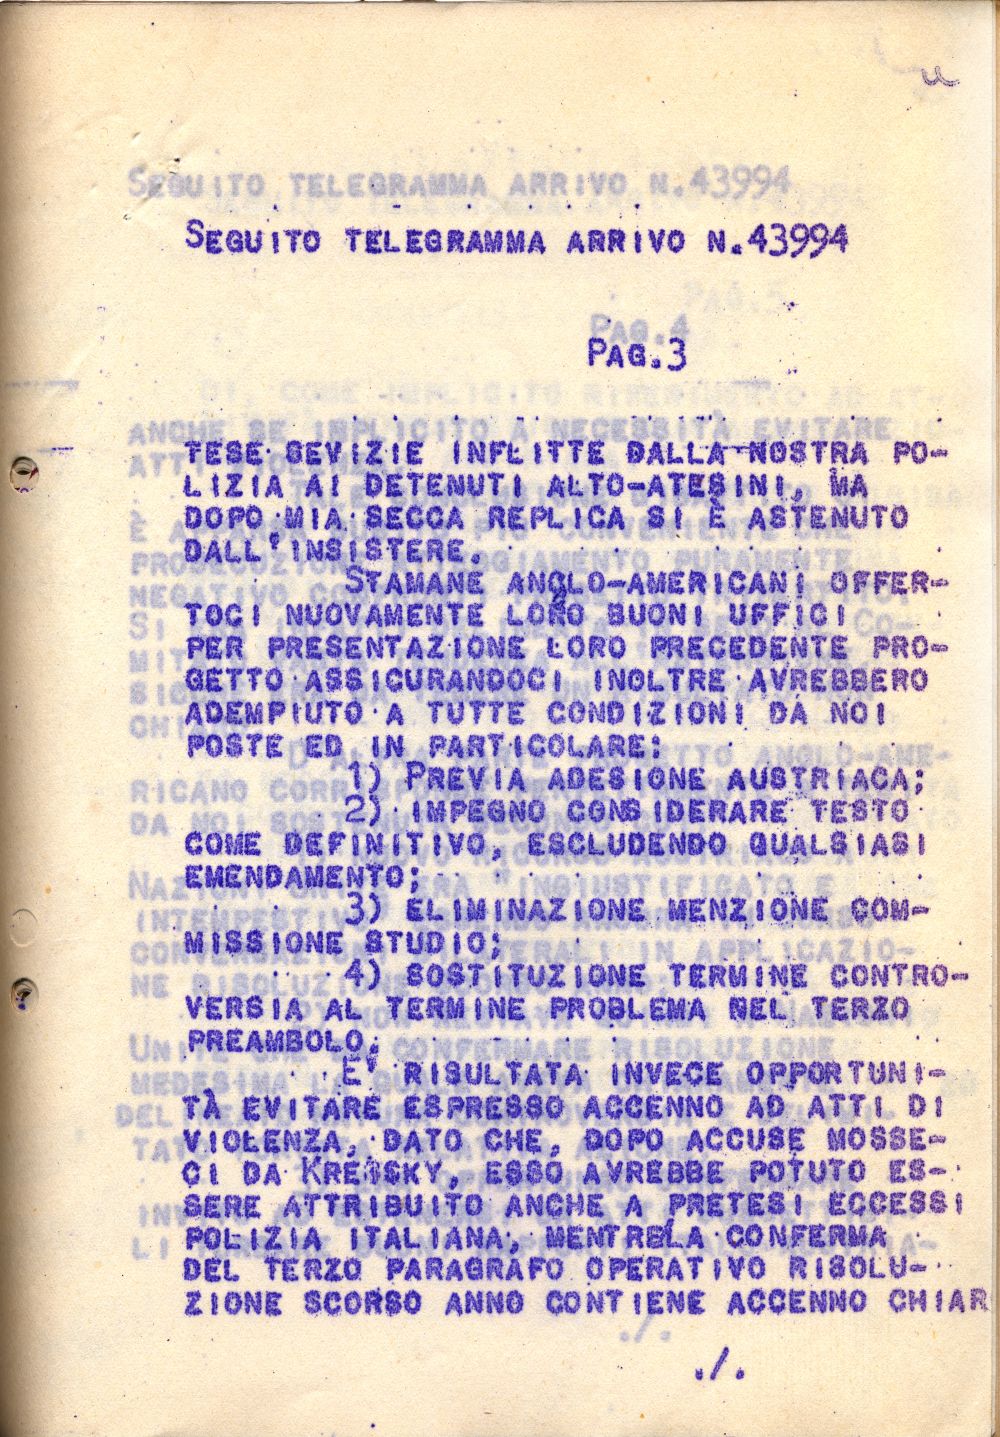 SEGUITO TELEGRAMMA ARRIVO N.43994
PAG.3
TESE SEVIZIE INFLITTE DALLA NOSTRA PO-
LIZIA AI DETENUTI ALTO-ATESINI, MA
DOPO MIA SECCA REPLICA SI È ASTENUTO
DALL'INSISTERE.
STAMANE ANGLO-AMERICANI OFFER-
TOCI NUOVAMENTE LORO BUONI UFFICI
PER PRESENTAZIONE LORO PRECEDENTE PRO-
GETTO ASSICURANDOCI INOLTRE AVREBBERO
ADEMPIUTO A TUTTE CONDIZIONI DA NOI
POSTE ED IN PARTICOLARE:
1) PREVIA ADESIONE AUSTRIACA;
2) IMPEGNO CONSIDERARE TESTO
COME DEFINITIVO, ESCLUDENDO QUALSIASI
EMENDAMENTO;
3) ELIMINAZIONE MENZIONE COM-
MISSIONE STUDIO;
4) SOSTITUZIONE TERMINE CONTRO-
VERSIA AL TERMINE PROBLEMA NEL TERZO
PREAMBOLO.
E' RISULTATA INVECE OPPORTUNI-
TÀ EVITARE ESPRESSO ACCENNO AD ATTI DI
VIOLENZA, DATO CHE, DOPO ACCUSE MOSSE-
CI DA KREISKY, ESSO AVREBBE POTUTO ES-
SERE ATTRIBUITO ANCHE A PRETESI ECCESSI
POLIZIA ITALIANA, MENTRE LA CONFERMA
DEL TERZO PARAGRAFO OPERATIVO RISOLU-
ZIONE SCORSO ANNO CONTIENE ACCENNO CHIAR
./.